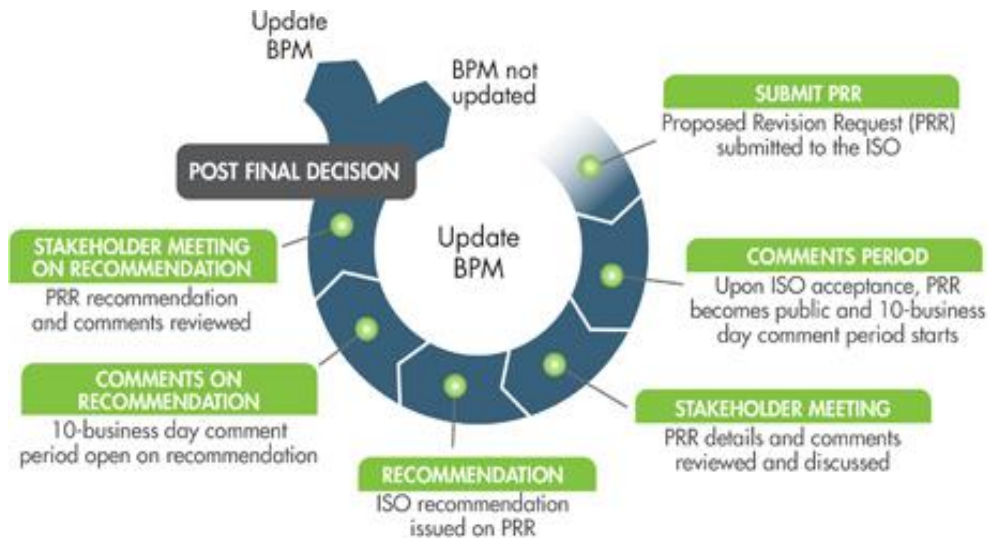 Update
BPM
BPM not
updated
SUBMIT PRR
Proposed Revision Request (PRR)
submitted to the ISO
POST FINAL DECISION
Update
BPM
COMMENTS PERIOD
Upon ISO acceptance, PRR
becomes public and 10-business
day comment period starts
STAKEHOLDER MEETING
PRR details and comments
reviewed and discussed
RECOMMENDATION
ISO recommendation
issued on PRR
COMMENTS ON
RECOMMENDATION
10-business day comment
period open on recommendation
STAKEHOLDER MEETING
ON RECOMMENDATION
PRR recommendation
and comments reviewed